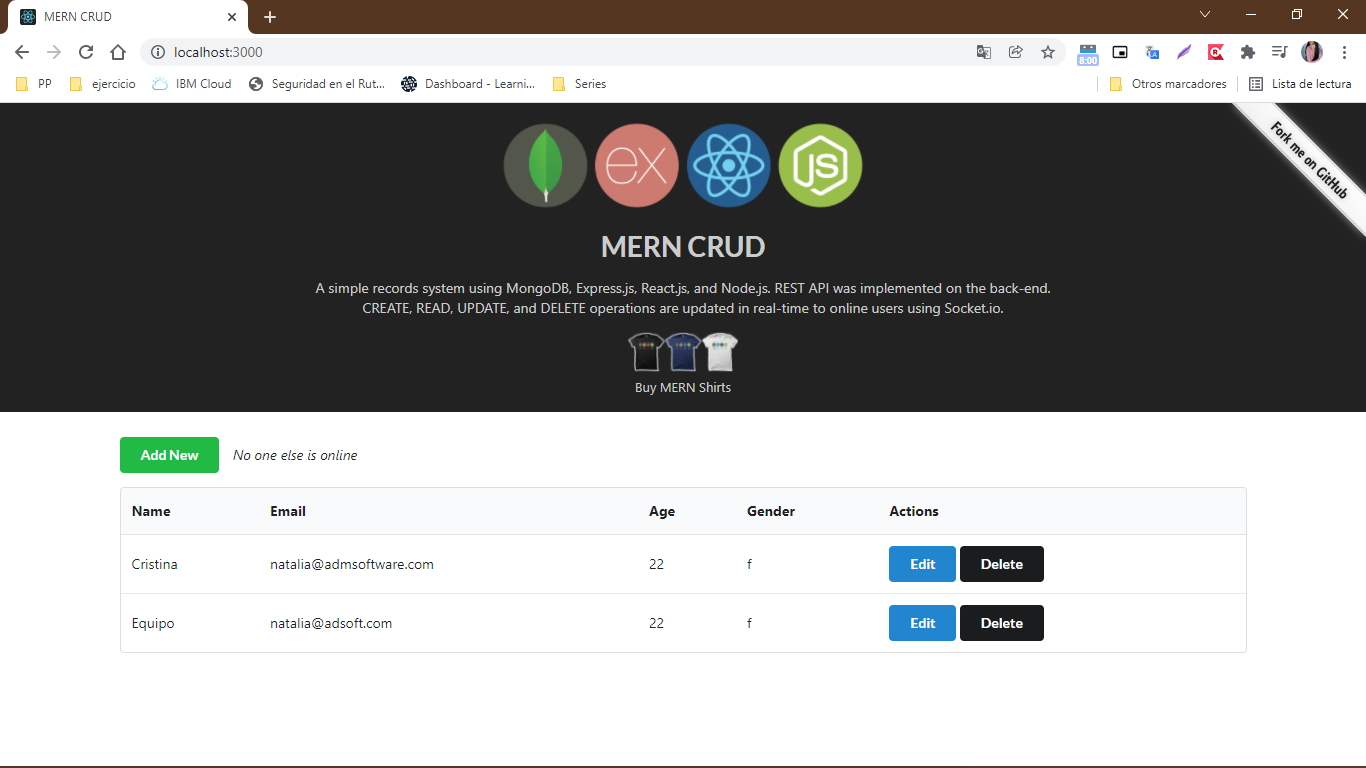 MERN CRUD
localhost:3000
8:00
PP ejercicio IBM Cloud Seguridad en el Rut... Dashboard - Learni... Series Otros marcadores Lista de lectura
Fork me on GitHub
ex JS
MERN CRUD
A simple records system using MongoDB, Express.js, React.js, and Node.js. REST API was implemented on the back-end.
CREATE, READ, UPDATE, and DELETE operations are updated in real-time to online users using Socket.io.
Buy MERN Shirts
Add New No one else is online
Name Email Age Gender Actions
Cristina natalia@admsoftware.com 22 f Edit Delete
Equipo natalia@adsoft.com 22 f Edit Delete